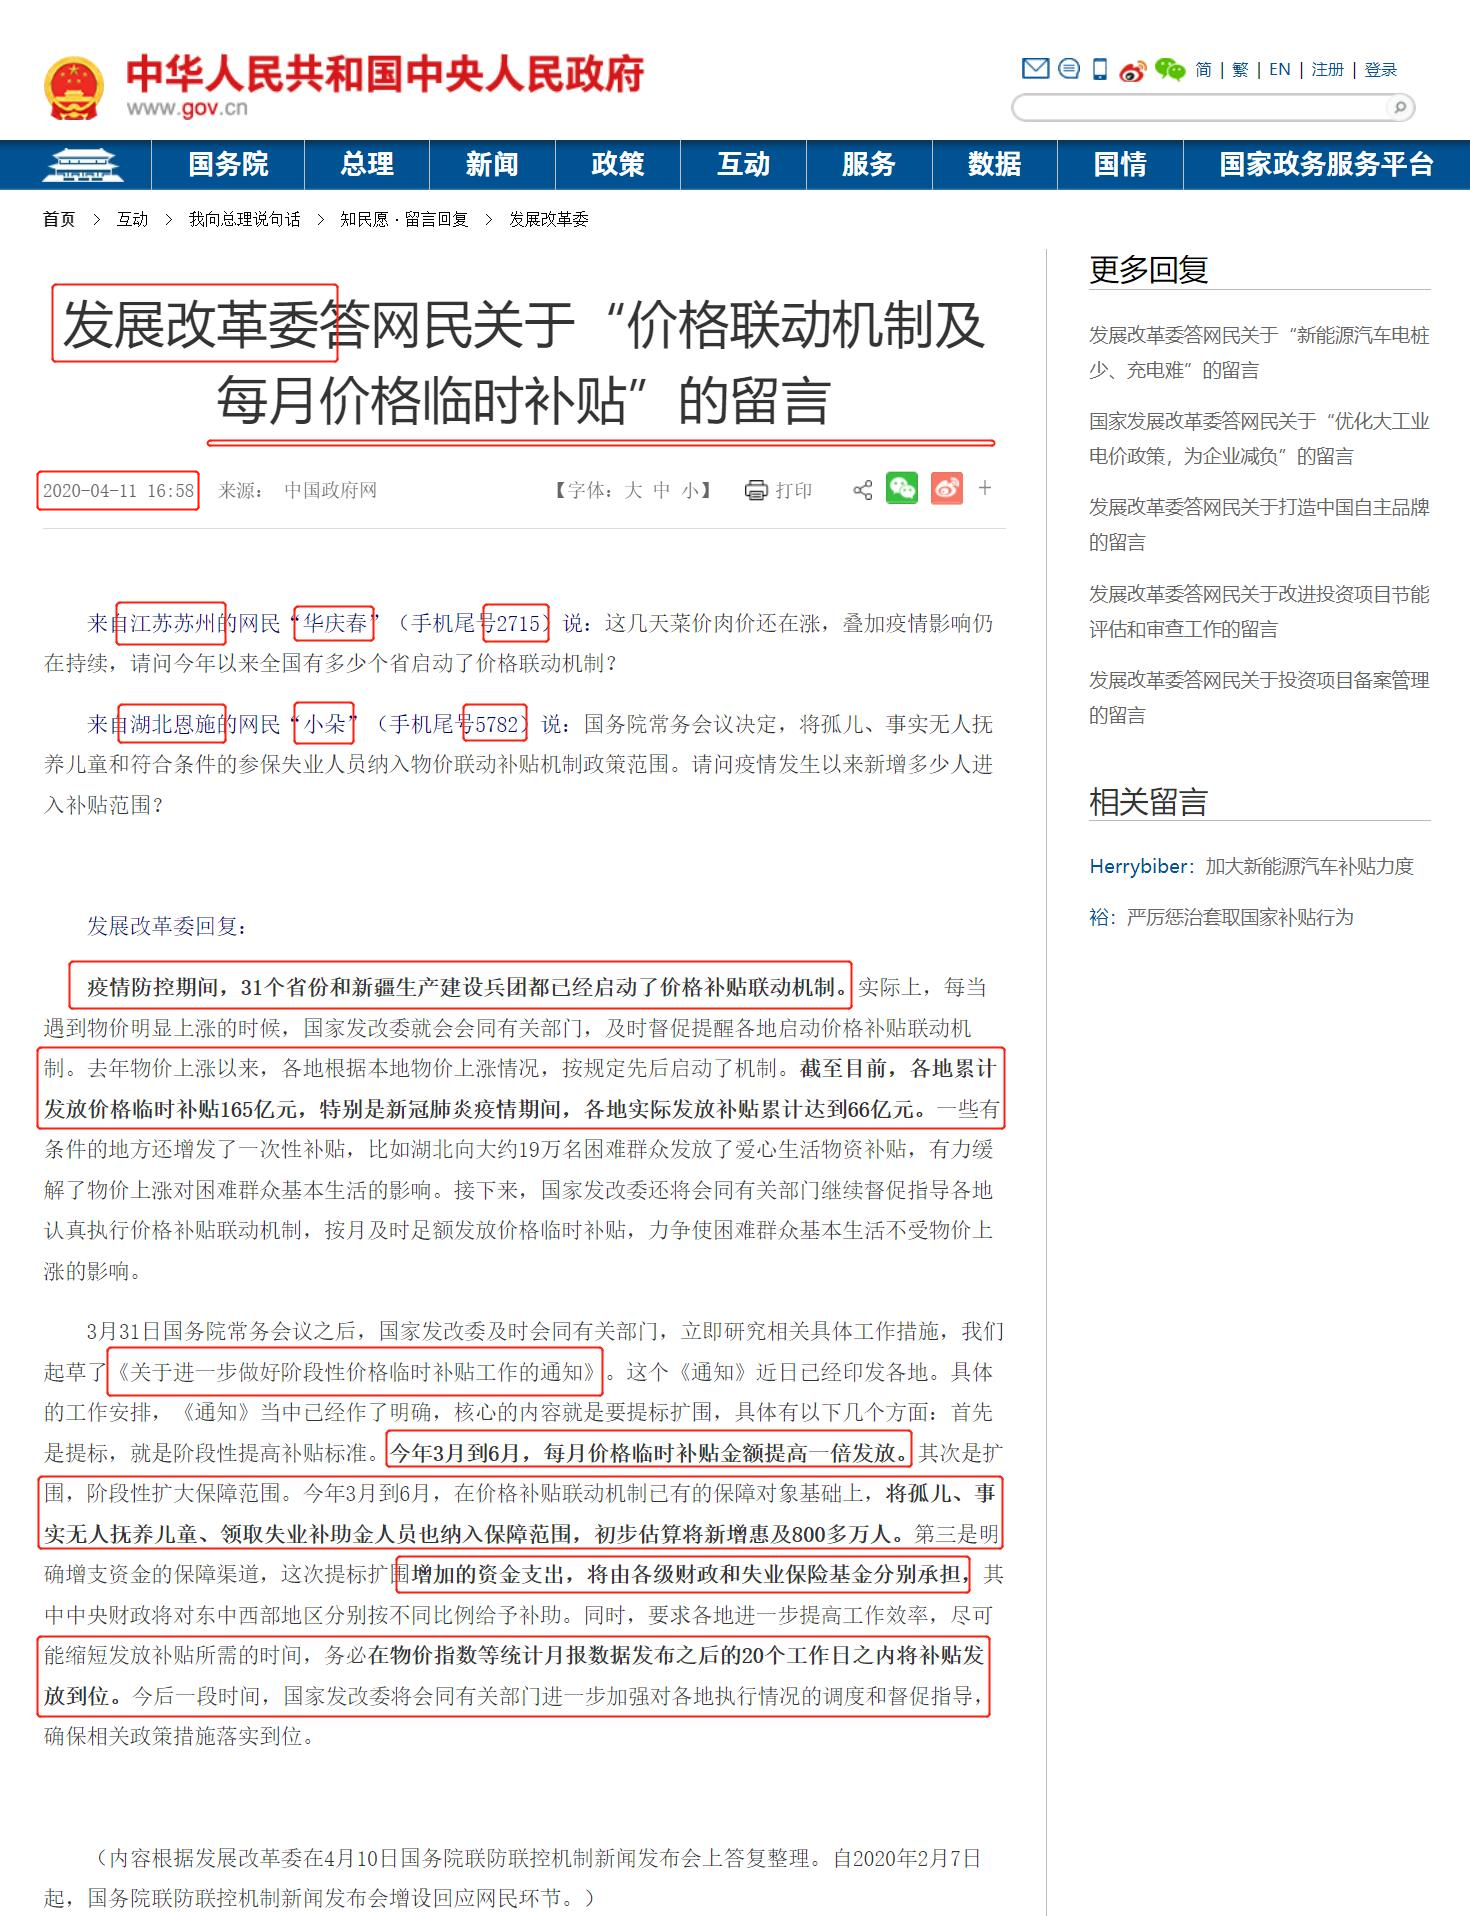 中华人民共和国中央人民政府
www.gov.cn
简 | 繁 | EN | 注册 | 登录
国务院 总理 新闻 政策 互动 服务 数据 国情 国家政务服务平台
首页 > 互动 > 我向总理说句话 > 知民愿·留言回复 > 发展改革委
发展改革委答网民关于“价格联动机制及
每月价格临时补贴”的留言
2020-04-11 16:58 来源： 中国政府网 【字体：大 中 小】 打印 +
来自江苏苏州的网民“华庆春”（手机尾号2715）说：这几天菜价肉价还在涨，叠加疫情影响仍
在持续，请问今年以来全国有多少个省启动了价格联动机制？
来自湖北恩施的网民“小朵”（手机尾号5782）说：国务院常务会议决定，将孤儿、事实无人抚
养儿童和符合条件的参保失业人员纳入物价联动补贴机制政策范围。请问疫情发生以来新增多少人进
入补贴范围？
发展改革委回复：
疫情防控期间，31个省份和新疆生产建设兵团都已经启动了价格补贴联动机制。实际上，每当
遇到物价明显上涨的时候，国家发改委就会会同有关部门，及时督促提醒各地启动价格补贴联动机
制。去年物价上涨以来，各地根据本地物价上涨情况，按规定先后启动了机制。截至目前，各地累计
发放价格临时补贴165亿元，特别是新冠肺炎疫情期间，各地实际发放补贴累计达到66亿元。一些有
条件的地方还增发了一次性补贴，比如湖北向大约19万名困难群众发放了爱心生活物资补贴，有力缓
解了物价上涨对困难群众基本生活的影响。接下来，国家发改委还将会同有关部门继续督促指导各地
认真执行价格补贴联动机制，按月及时足额发放价格临时补贴，力争使困难群众基本生活不受物价上
涨的影响。
3月31日国务院常务会议之后，国家发改委及时会同有关部门，立即研究相关具体工作措施，我们
起草了《关于进一步做好阶段性价格临时补贴工作的通知》。这个《通知》近日已经印发各地。具体
的工作安排，《通知》当中已经作了明确，核心的内容就是要提标扩围，具体有以下几个方面：首先
是提标，就是阶段性提高补贴标准。今年3月到6月，每月价格临时补贴金额提高一倍发放。其次是扩
围，阶段性扩大保障范围。今年3月到6月，在价格补贴联动机制已有的保障对象基础上，将孤儿、事
实无人抚养儿童、领取失业补助金人员也纳入保障范围，初步估算将新增惠及800多万人。第三是明
确增支资金的保障渠道，这次提标扩围增加的资金支出，将由各级财政和失业保险基金分别承担，其
中中央财政将对东中西部地区分别按不同比例给予补助。同时，要求各地进一步提高工作效率，尽可
能缩短发放补贴所需的时间，务必在物价指数等统计月报数据发布之后的20个工作日之内将补贴发
放到位。今后一段时间，国家发改委将会同有关部门进一步加强对各地执行情况的调度和督促指导，
确保相关政策措施落实到位。
（内容根据发展改革委在4月10日国务院联防联控机制新闻发布会上答复整理。自2020年2月7日
起，国务院联防联控机制新闻发布会增设回应网民环节。）
更多回复
发展改革委答网民关于“新能源汽车电桩
少、充电难”的留言
国家发展改革委答网民关于“优化大工业
电价政策，为企业减负”的留言
发展改革委答网民关于打造中国自主品牌
的留言
发展改革委答网民关于改进投资项目节能
评估和审查工作的留言
发展改革委答网民关于投资项目备案管理
的留言
相关留言
Herrybiber：加大新能源汽车补贴力度
裕：严厉惩治套取国家补贴行为